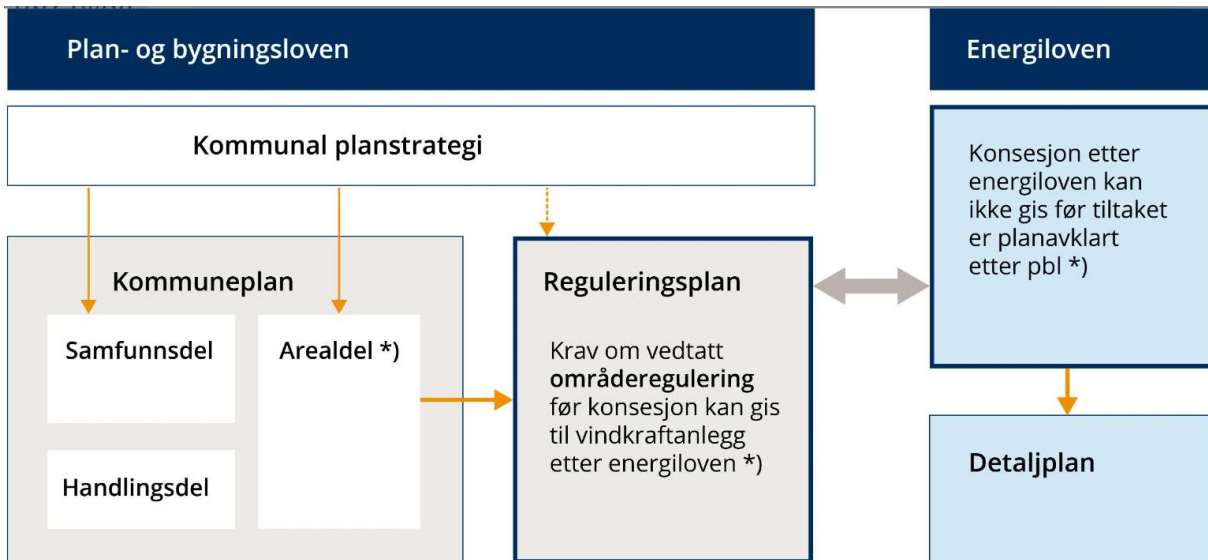 Plan- og bygningsloven
Energiloven
Kommunal planstrategi
Kommuneplan
Samfunnsdel
Arealdel *)
Handlingsdel
Reguleringsplan
Krav om vedtatt
områderegulering
før konsesjon kan gis
til vindkraftanlegg
etter energiloven *)
Konsesjon etter
energiloven kan
ikke gis før tiltaket
er planavklart
etter pbl *)
Detaljplan